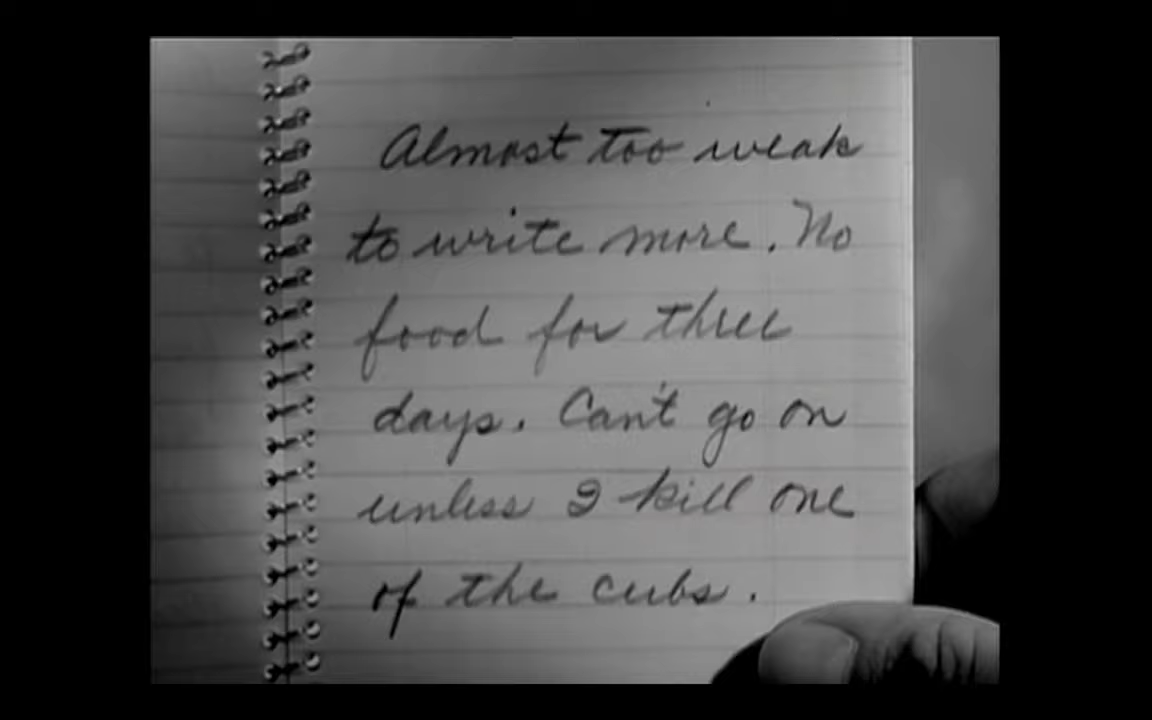 Almost too weak
to write more. No
food for three
days. Can't go on
unless I kill one
of the cubs.